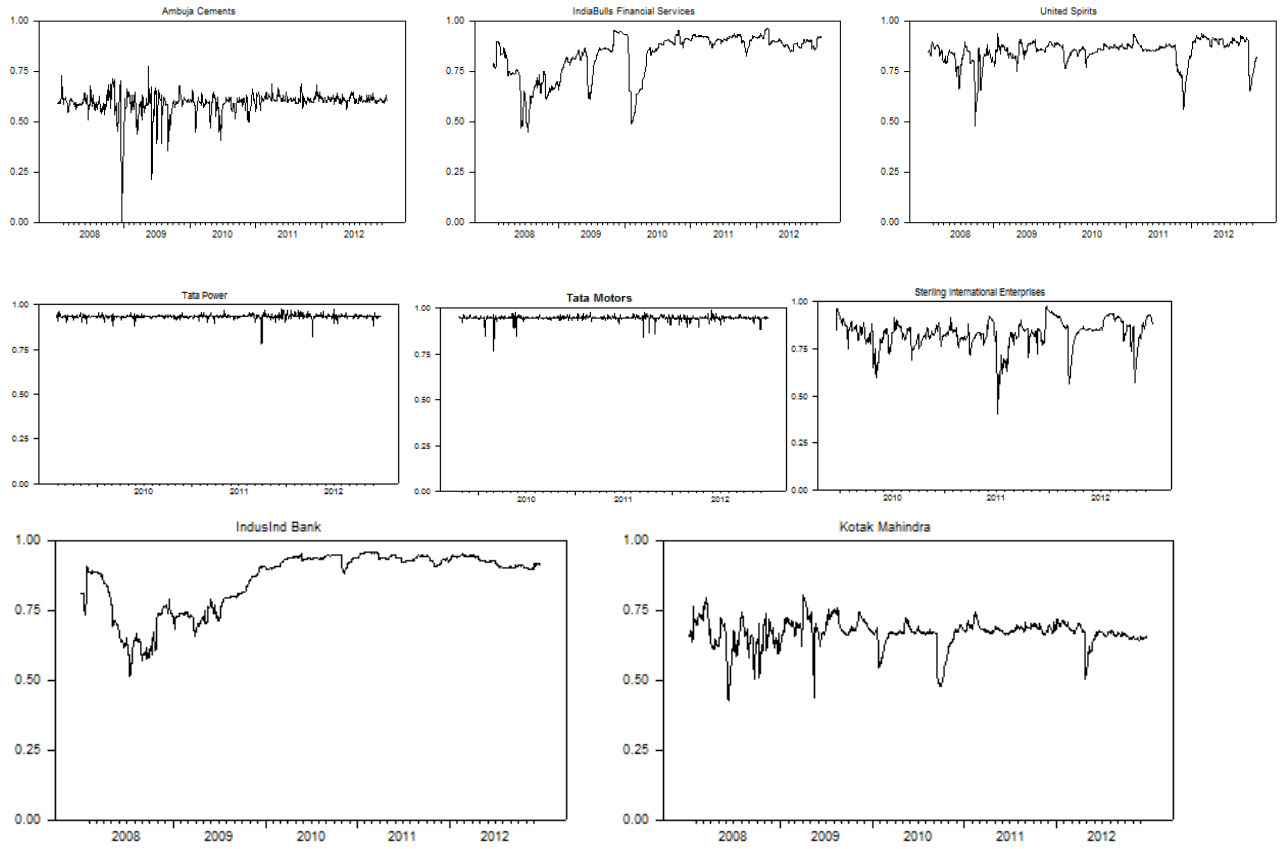 Ambuja Cements
1.00
0.75
0.50
0.25
0.00
2008 2009 2010 2011 2012
IndiaBulls Financial Services
1.00
0.75
0.50
0.25
0.00
2008 2009 2010 2011 2012
United Spirits
1.00
0.75
0.50
0.25
0.00
2008 2009 2010 2011 2012
Tata Power
1.00
0.75
0.50
0.25
0.00
2010 2011 2012
Tata Motors
1.00
0.75
0.50
0.25
0.00
2010 2011 2012
Sterling International Enterprises
1.00
0.75
0.50
0.25
0.00
2010 2011 2012
IndusInd Bank
1.00
0.75
0.50
0.25
0.00
2008 2009 2010 2011 2012
Kotak Mahindra
1.00
0.75
0.50
0.25
0.00
2008 2009 2010 2011 2012